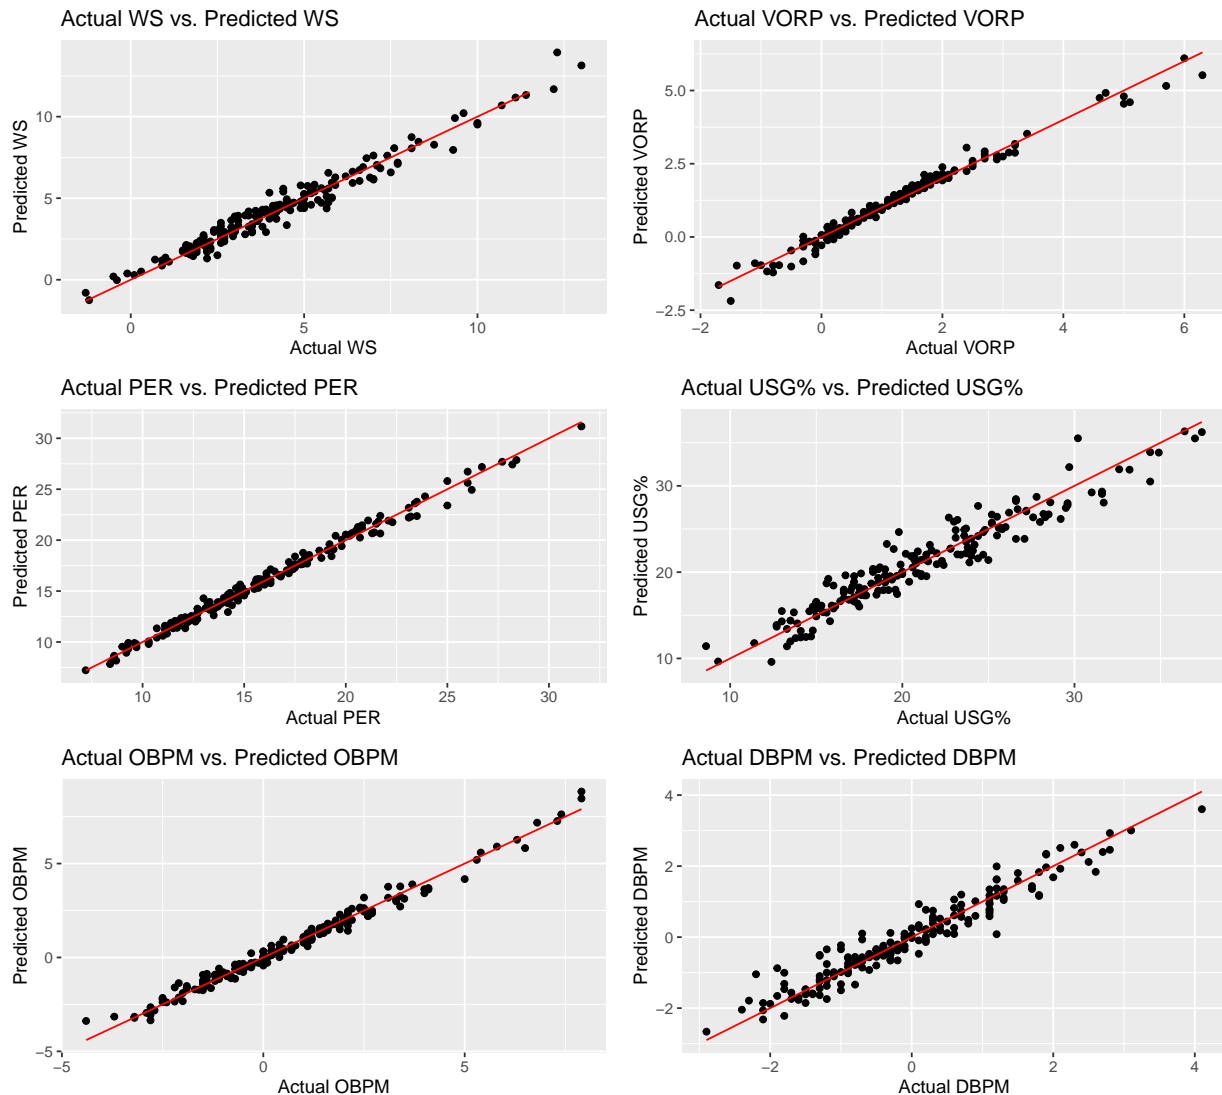 Actual WS vs. Predicted WS
Predicted WS
10
5
0
0
5
10
Actual WS
Actual VORP vs. Predicted VORP
Predicted VORP
5.0
2.5
0.0
−2.5
−2
0
2
4
6
Actual VORP
Actual PER vs. Predicted PER
Predicted PER
30
25
20
15
10
10
15
20
25
30
Actual PER
Actual USG% vs. Predicted USG%
Predicted USG%
30
20
10
10
20
30
Actual USG%
Actual OBPM vs. Predicted OBPM
Predicted OBPM
5
0
−5
−5
0
5
Actual OBPM
Actual DBPM vs. Predicted DBPM
Predicted DBPM
4
2
0
−2
−2
0
2
4
Actual DBPM